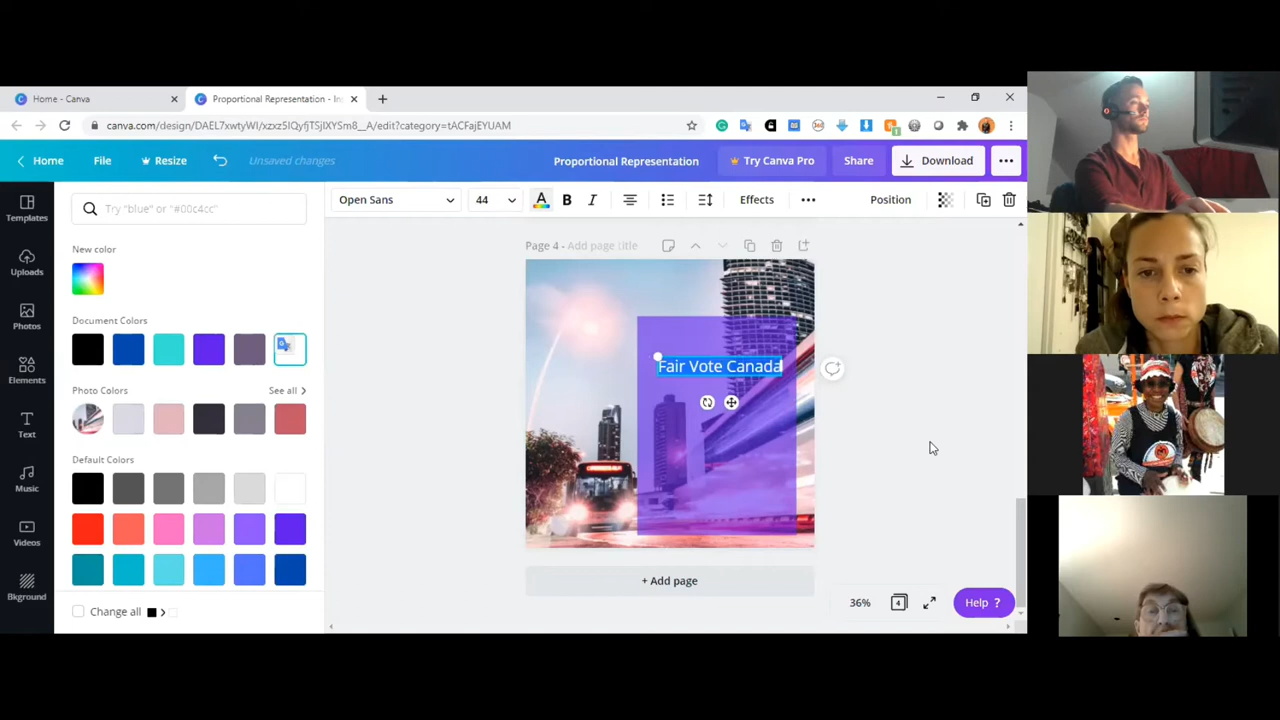 Home - Canva
Proportional Representation - In
canva.com/design/DAEL7xwtyWI/xzxz5IQyfjTSjIXYSm8__A/edit?category=tACFajEYUAM
Home
File
Resize
Unsaved changes
Proportional Representation
Try Canva Pro
Share
Download
Templates
Uploads
Photos
Elements
Text
Music
Videos
Bkground
Try "blue" or "#00c4cc"
New color
Document Colors
Photo Colors
See all
Default Colors
Change all
Open Sans
44
A
B
I
Effects
Position
Page 4 - Add page title
Fair Vote Canada
+ Add page
36%
4
Help ?